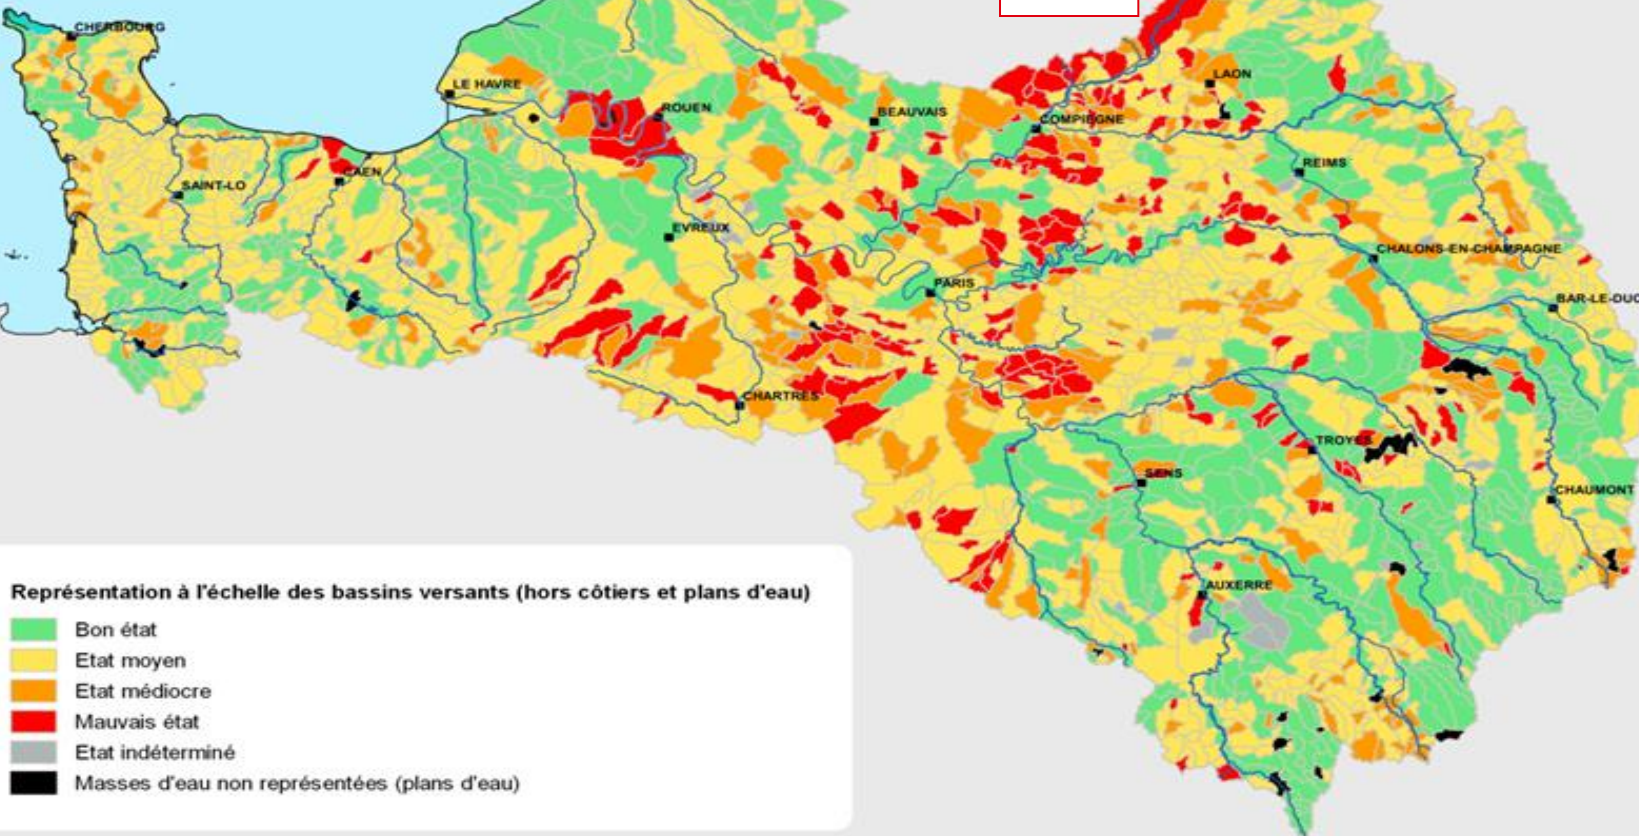 CHERBOURG
LE HAVRE
ROUEN
BEAUVAIS
LAON
COMPIEGNE
REIMS
SAINT-LO
CAEN
EVREUX
CHALONS-EN-CHAMPAGNE
PARIS
BAR-LE-DUC
CHARTRES
TROYES
SENS
CHAUMONT
AUXERRE
Représentation à l'échelle des bassins versants (hors côtiers et plans d'eau)
Bon état
Etat moyen
Etat médiocre
Mauvais état
Etat indéterminé
Masses d'eau non représentées (plans d'eau)